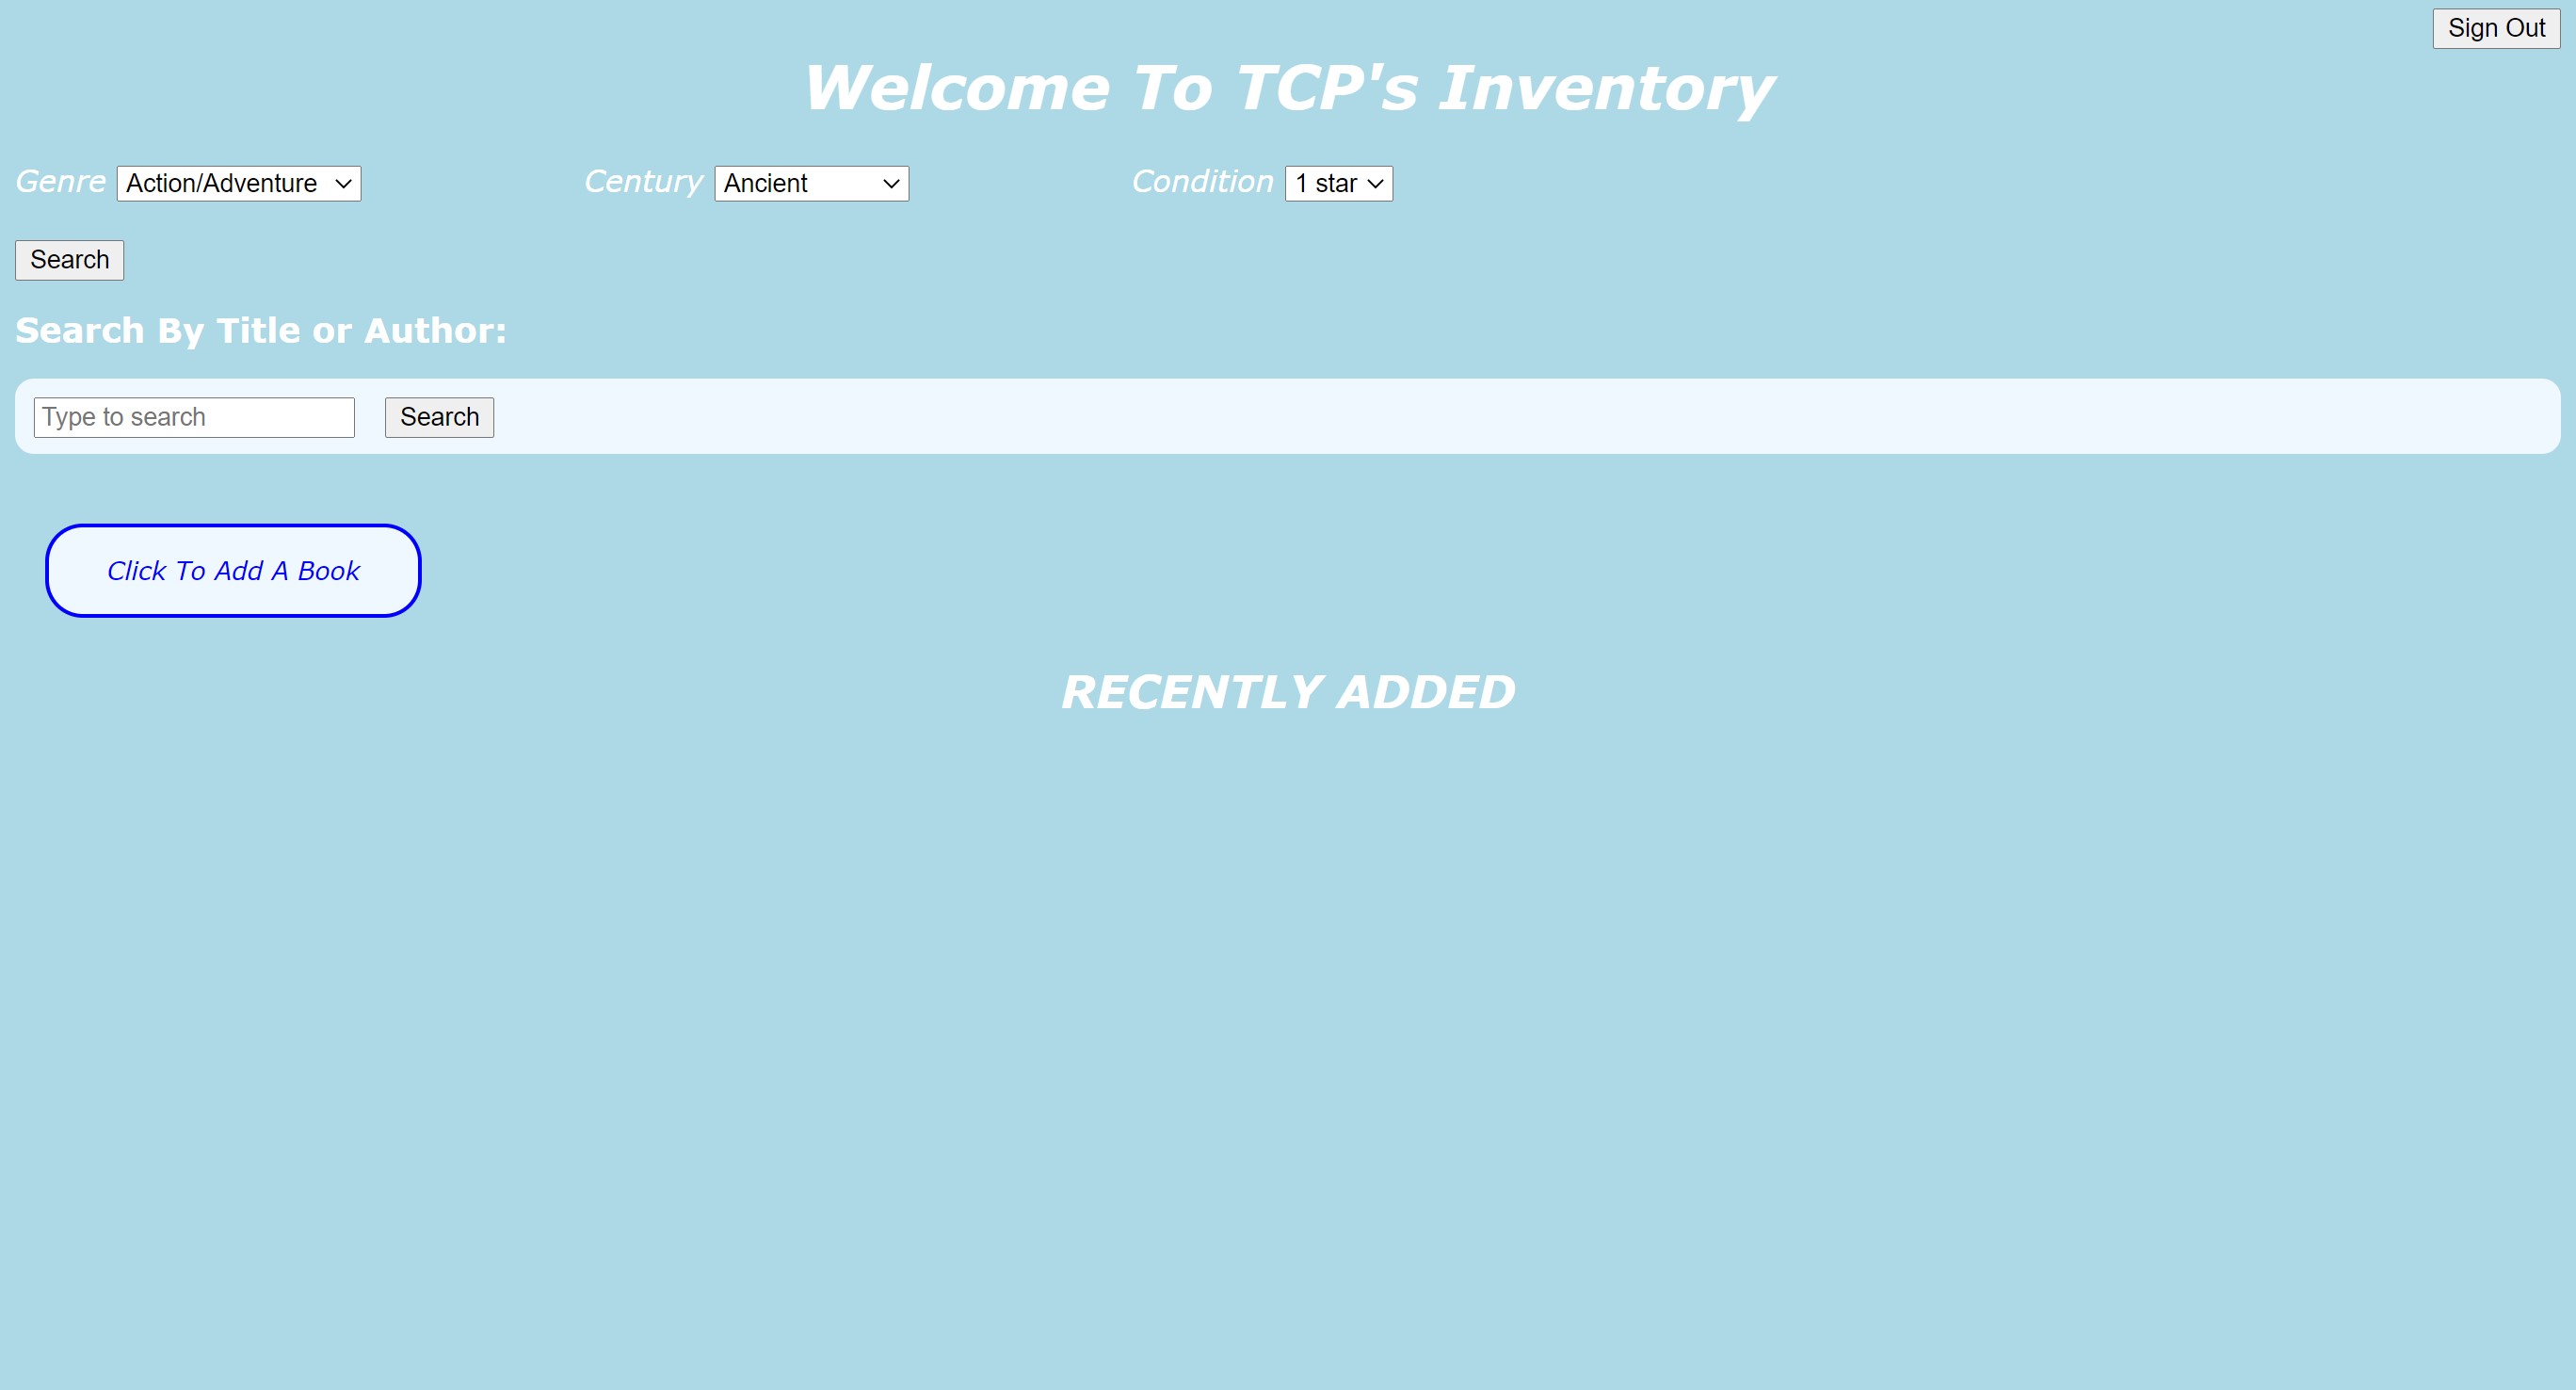 Sign Out
Welcome To TCP's Inventory
Genre Action/Adventure Century Ancient Condition 1 star
Search
Search By Title or Author:
Type to search Search
Click To Add A Book
RECENTLY ADDED